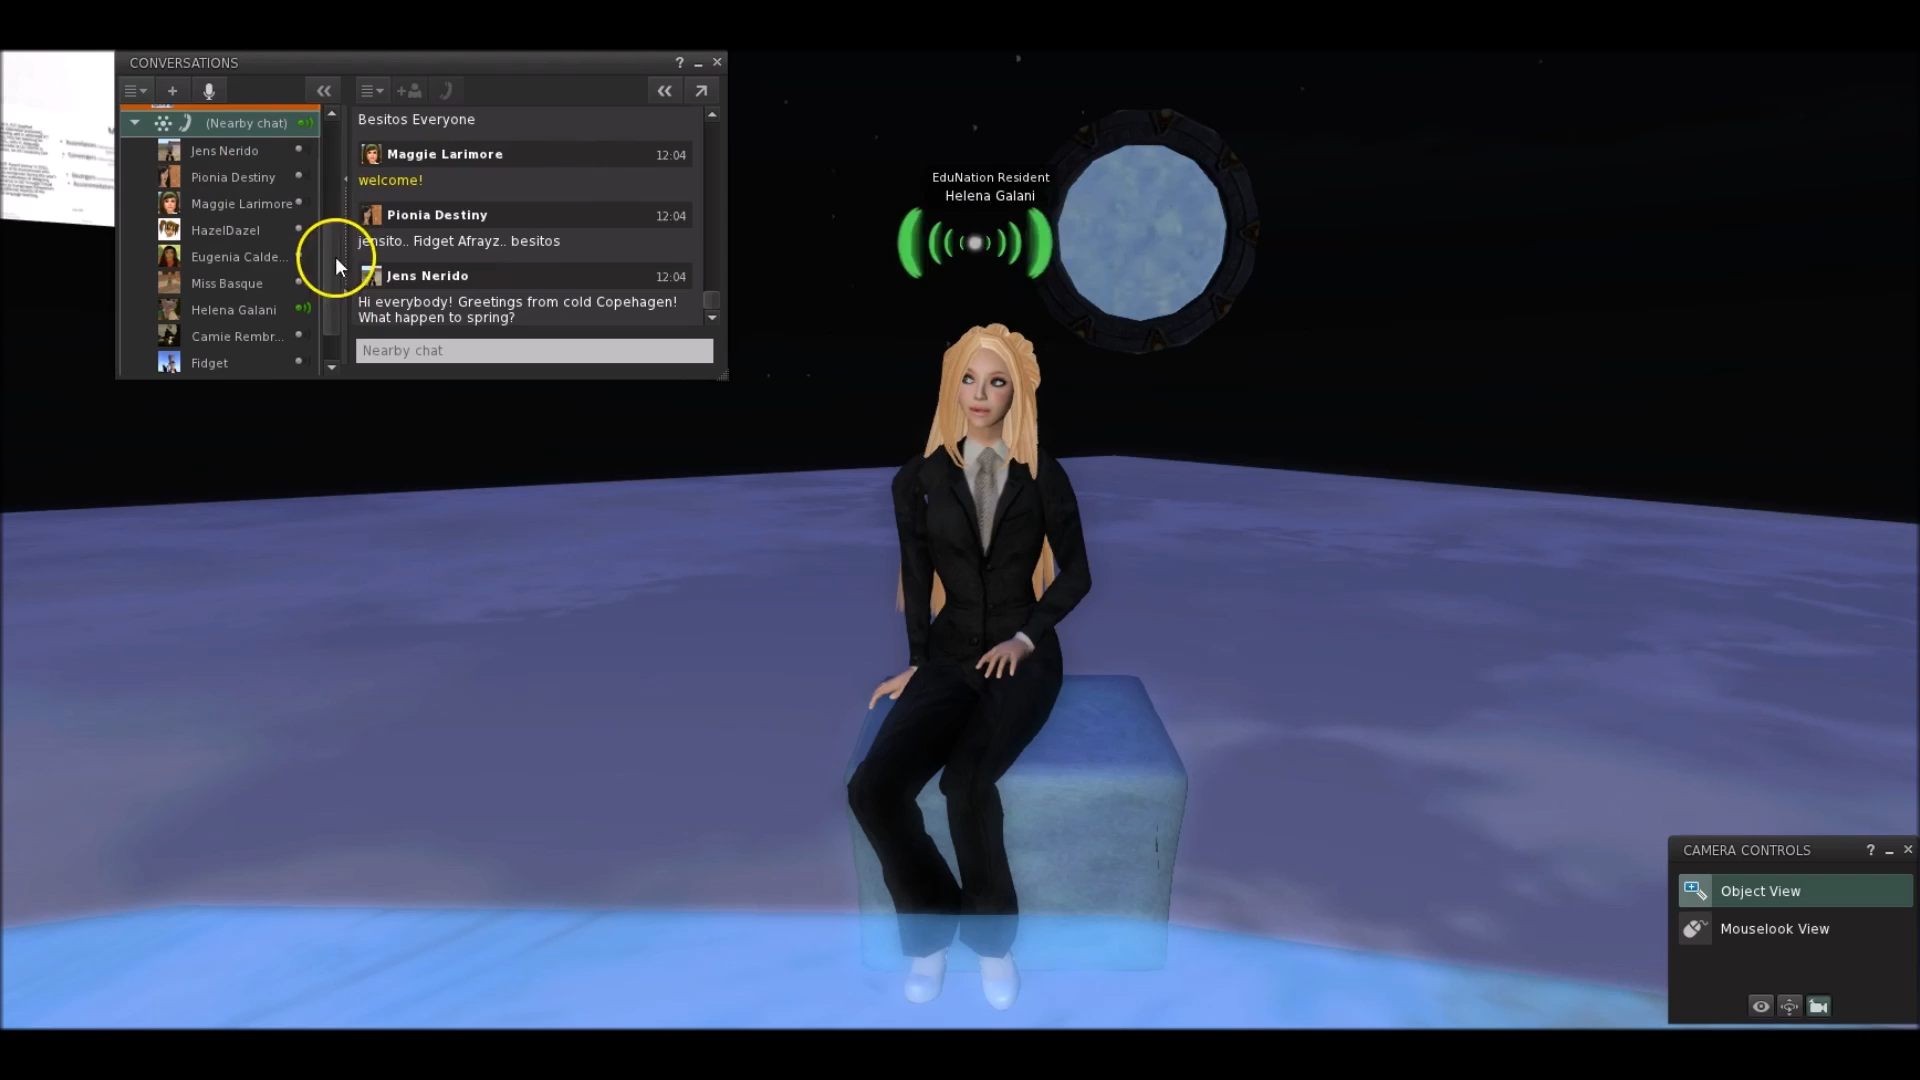 CONVERSATIONS
(Nearby chat)
Jens Nerido
Pionia Destiny
Maggie Larimore
HazelDazel
Eugenia Calde...
Miss Basque
Helena Galani
Camie Rembr...
Fidget
Besitos Everyone
Maggie Larimore 12:04
welcome!
Pionia Destiny 12:04
jensito.. Fidget Afrayz.. besitos
Jens Nerido 12:04
Hi everybody! Greetings from cold Copehagen!
What happen to spring?
Nearby chat
EduNation Resident
Helena Galani
CAMERA CONTROLS
Object View
Mouselook View